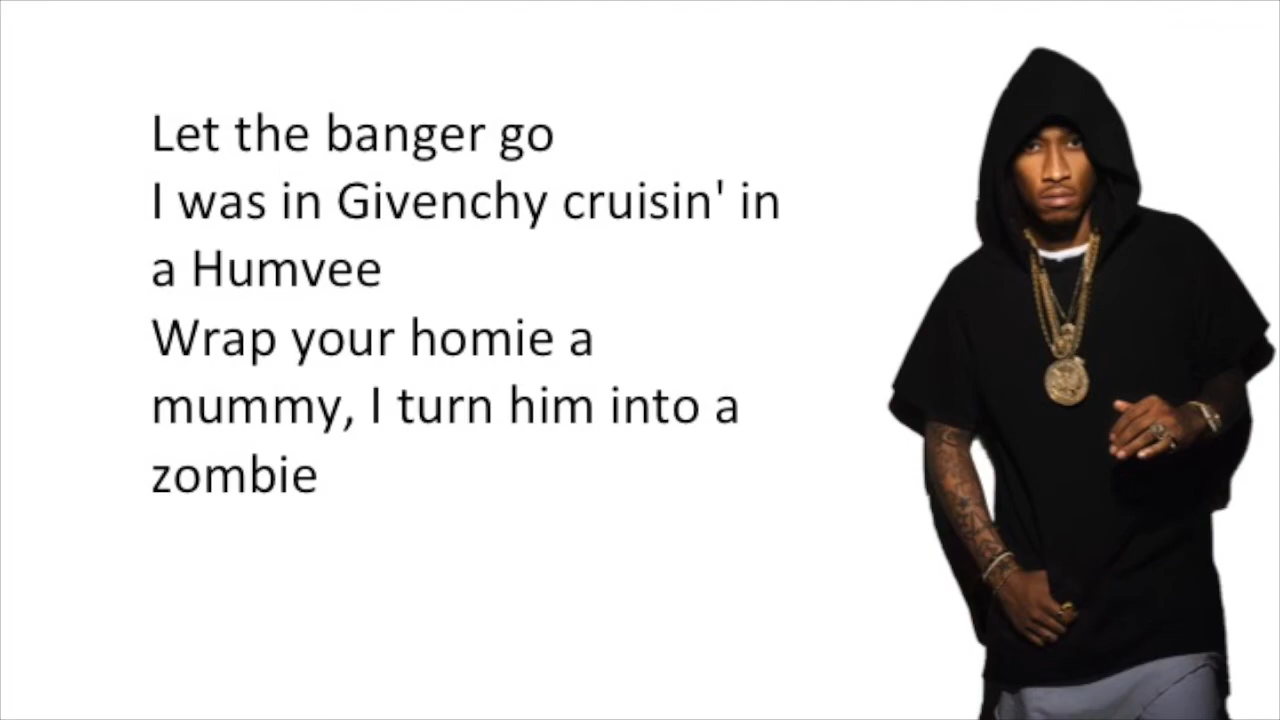 Let the banger go
I was in Givenchy cruisin' in
a Humvee
Wrap your homie a
mummy, I turn him into a
zombie